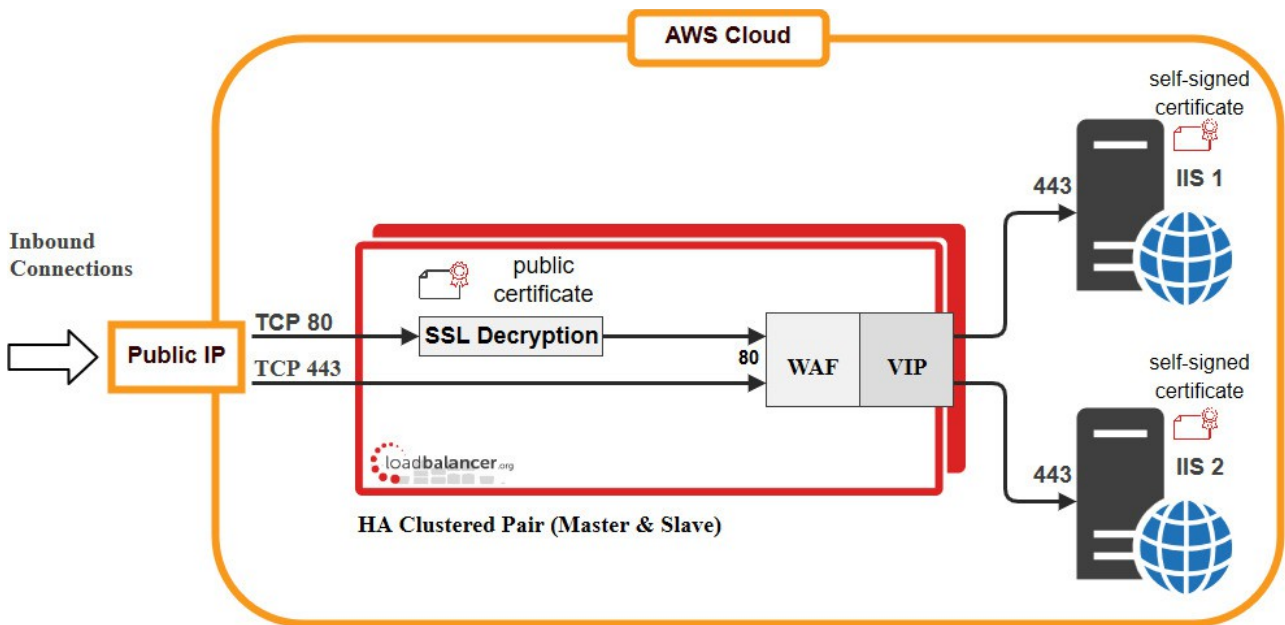 AWS Cloud
self-signed
certificate
IIS 1
443
Inbound
Connections
public
certificate
TCP 80
SSL Decryption
Public IP
TCP 443
80
WAF
VIP
self-signed
certificate
IIS 2
443
loadbalancer.org
HA Clustered Pair (Master & Slave)